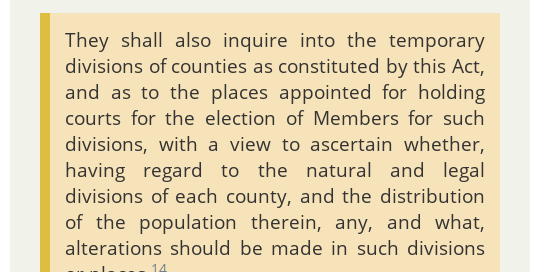 They shall also inquire into the temporary
divisions of counties as constituted by this Act,
and as to the places appointed for holding
courts for the election of Members for such
divisions, with a view to ascertain whether,
having regard to the natural and legal
divisions of each county, and the distribution
of the population therein, any, and what,
alterations should be made in such divisions
or places.14